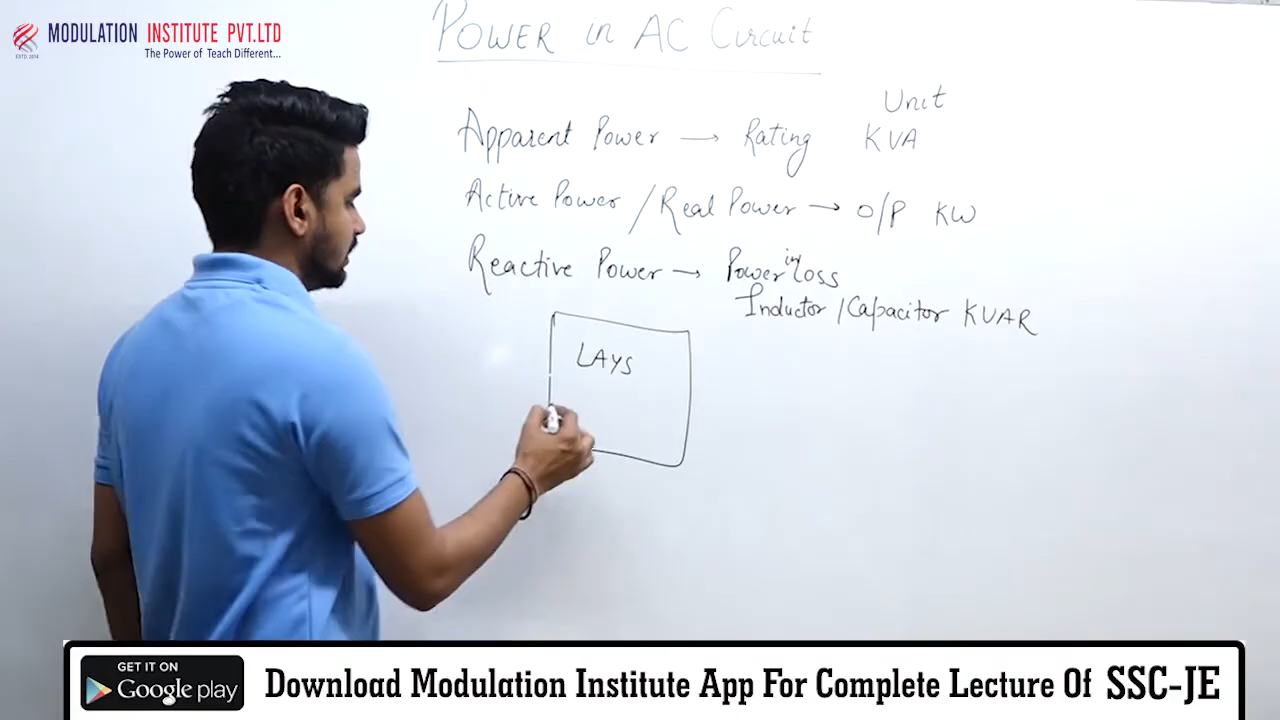 MODULATION INSTITUTE PVT.LTD
The Power of Teach Different...
ESTD. 2014
POWER in AC Circuit
Unit
Apparent Power → Rating KVA
Active Power / Real Power → O/P KW
Reactive Power → Power in Loss
Inductor / Capacitor KVAR
LAYS
GET IT ON
Google play
Download Modulation Institute App For Complete Lecture Of SSC-JE